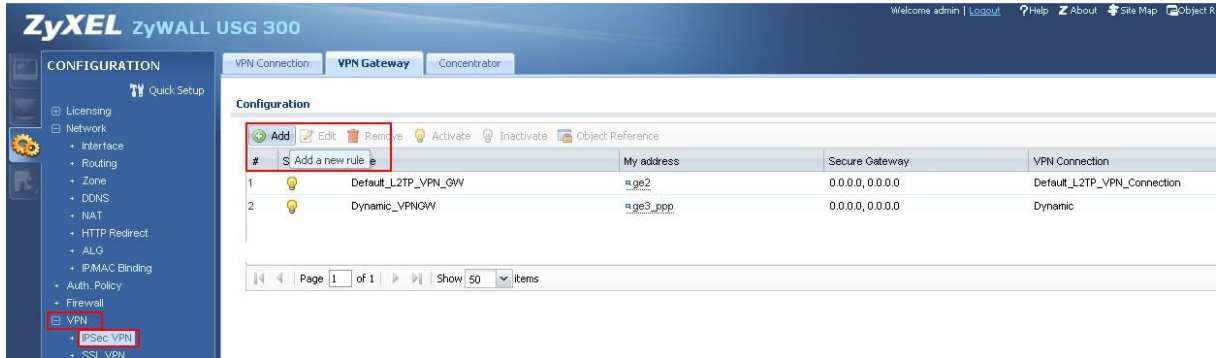 Welcome admin | Logout ?Help Z About Site Map Object R
ZyXEL ZyWALL USG 300
CONFIGURATION
Quick Setup
Licensing
Network
Interface
Routing
Zone
DDNS
NAT
HTTP Redirect
ALG
IP/MAC Binding
Auth. Policy
Firewall
VPN
IPSec VPN
SSL VPN
VPN Connection VPN Gateway Concentrator
Configuration
Add Edit Remove Activate Inactivate Object Reference
# S Add a new rule e My address Secure Gateway VPN Connection
1 Default_L2TP_VPN_GW ge2 0.0.0.0, 0.0.0.0 Default_L2TP_VPN_Connection
2 Dynamic_VPNGW ge3_ppp 0.0.0.0, 0.0.0.0 Dynamic
Page 1 of 1 Show 50 items